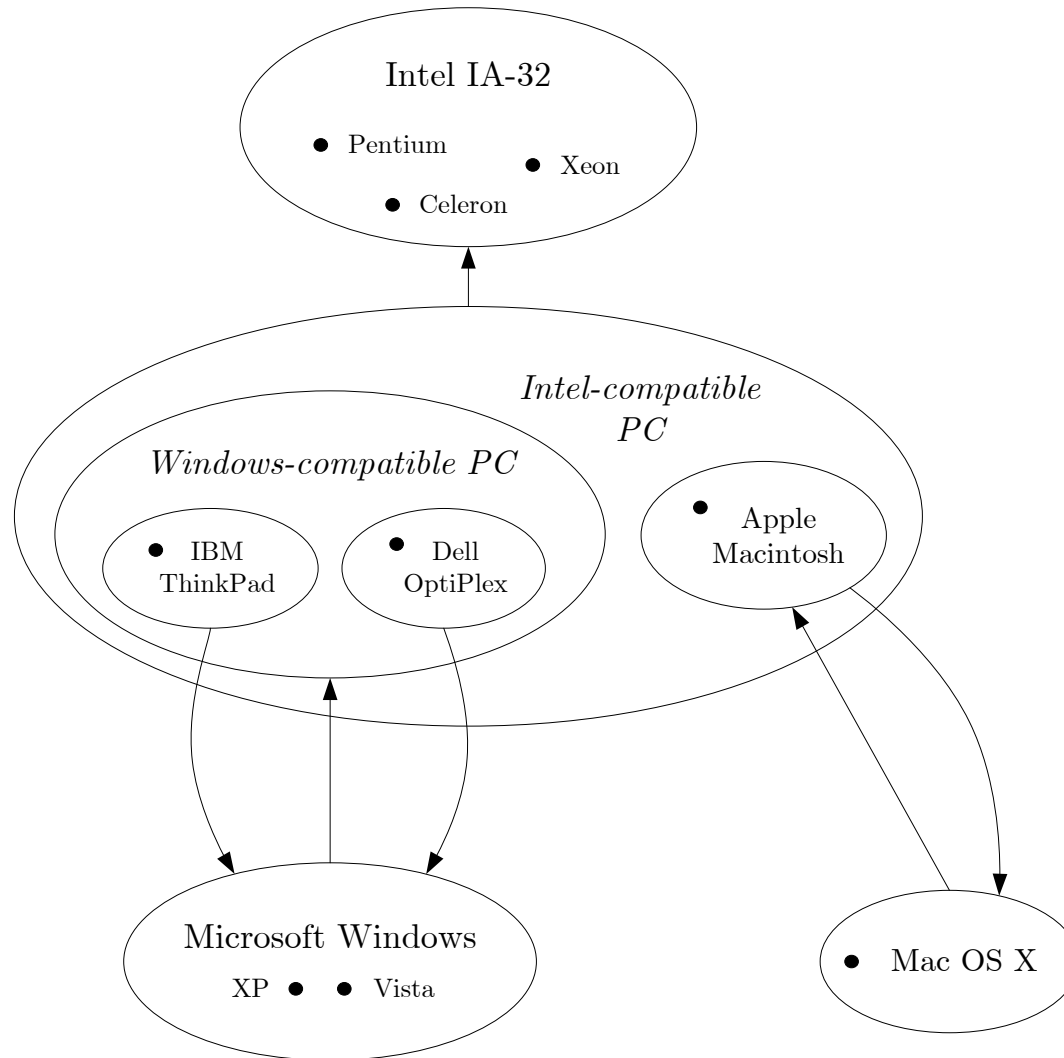 Intel IA-32
Pentium
Xeon
Celeron
Intel-compatible
PC
Windows-compatible PC
IBM
ThinkPad
Dell
OptiPlex
Apple
Macintosh
Microsoft Windows
XP Vista
Mac OS X